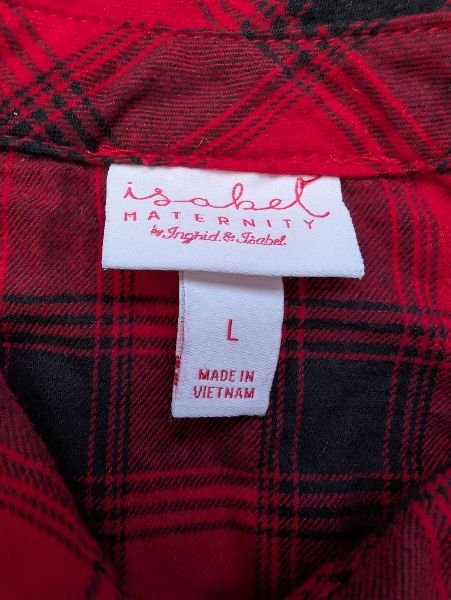 isabel
MATERNITY
by Ingrid & Isabel.
L
MADE IN
VIETNAM